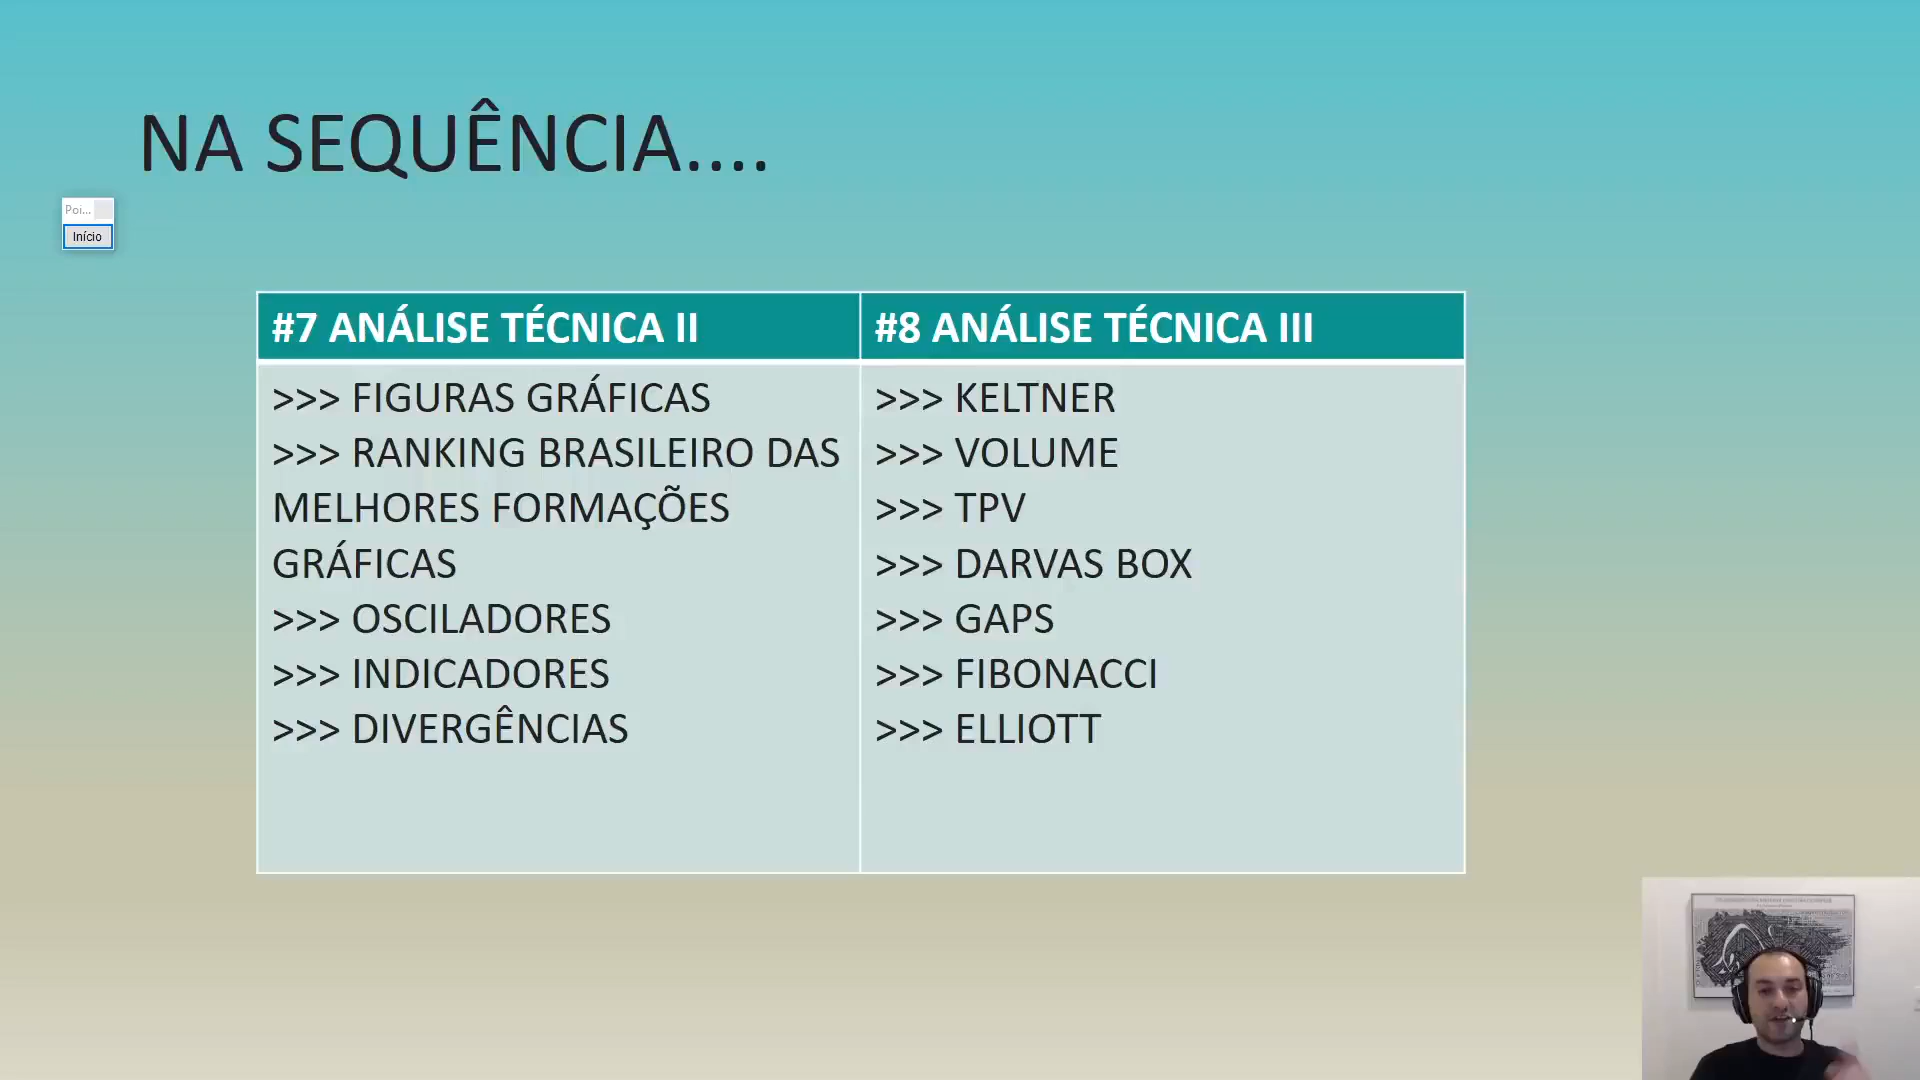 NA SEQUÊNCIA....
Poi...
Início
#7 ANÁLISE TÉCNICA II
>>> FIGURAS GRÁFICAS
>>> RANKING BRASILEIRO DAS
MELHORES FORMAÇÕES
GRÁFICAS
>>> OSCILADORES
>>> INDICADORES
>>> DIVERGÊNCIAS
#8 ANÁLISE TÉCNICA III
>>> KELTNER
>>> VOLUME
>>> TPV
>>> DARVAS BOX
>>> GAPS
>>> FIBONACCI
>>> ELLIOTT